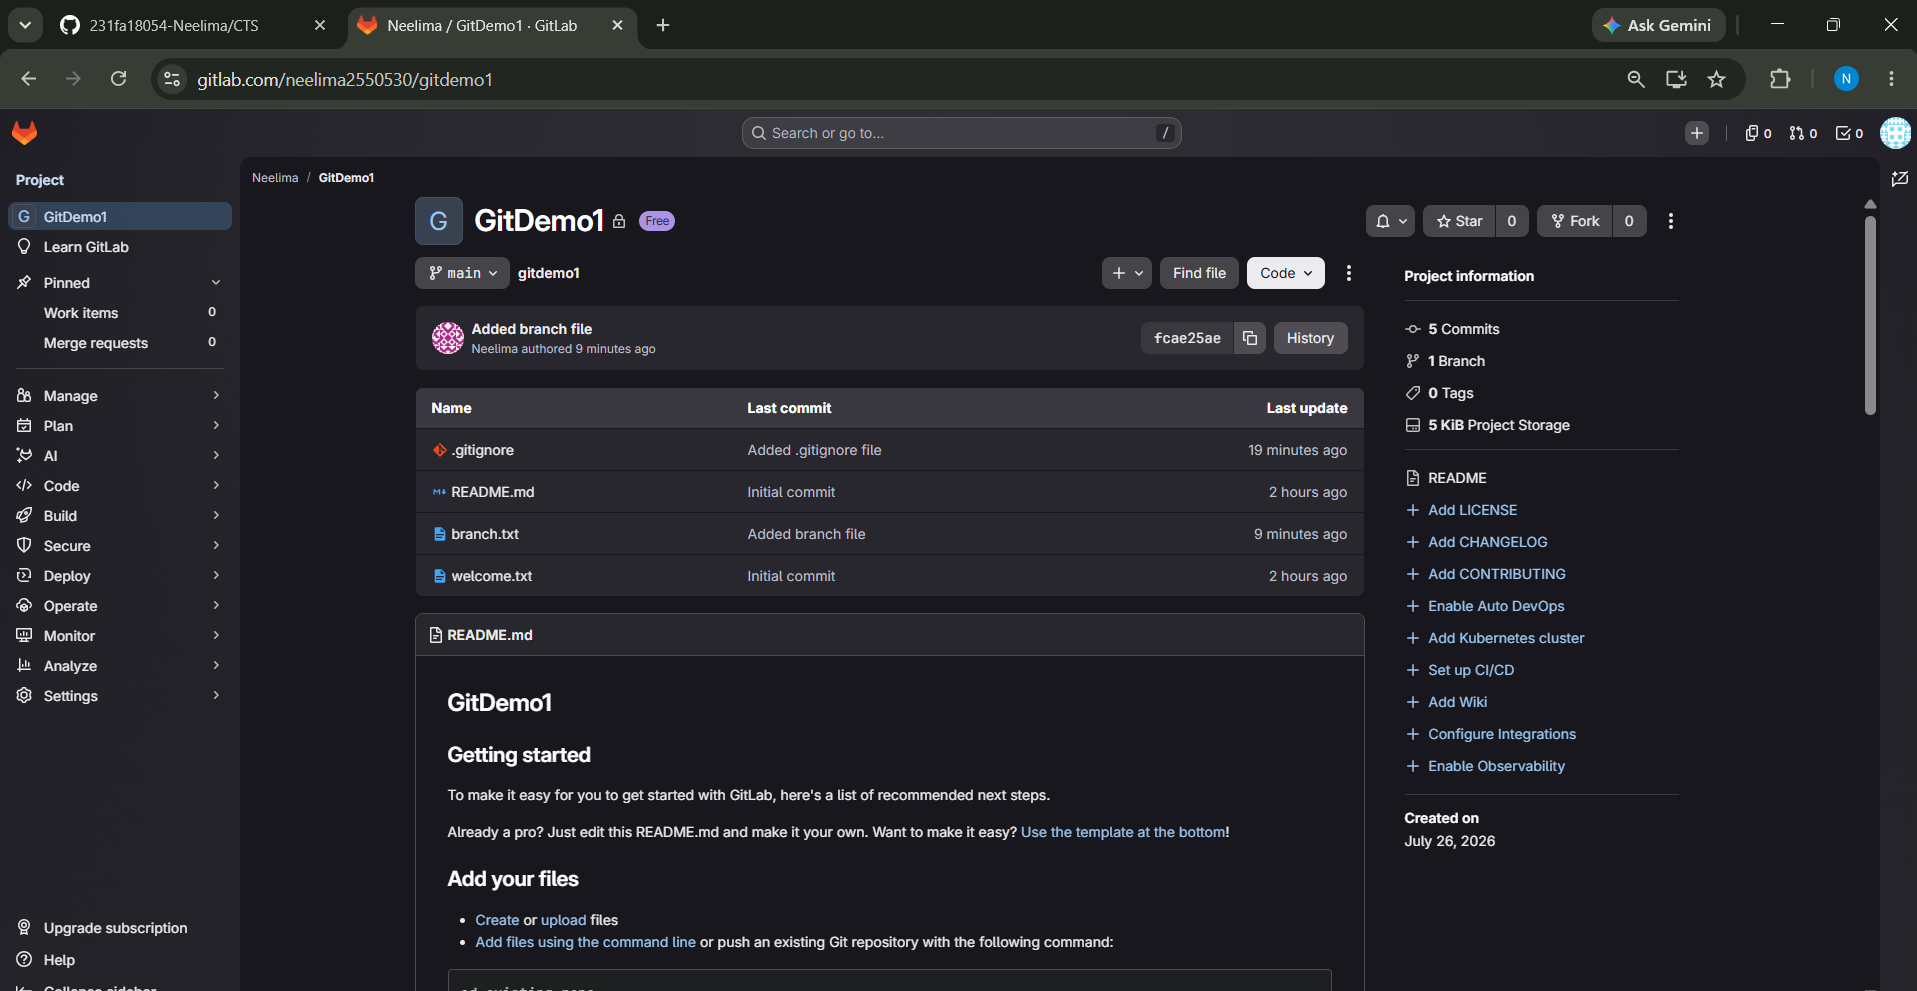 231fa18054-Neelima/CTS
Neelima / GitDemo1 · GitLab
Ask Gemini
gitlab.com/neelima2550530/gitdemo1
N
Search or go to...
/
0
0
0
Project
G GitDemo1
Learn GitLab
Pinned
Work items 0
Merge requests 0
Manage
Plan
AI
Code
Build
Secure
Deploy
Operate
Monitor
Analyze
Settings
Upgrade subscription
Help
Collapse sidebar
Neelima / GitDemo1
G GitDemo1 Free
Star 0
Fork 0
main gitdemo1
Find file
Code
Added branch file
Neelima authored 9 minutes ago
fcae25ae
History
Name Last commit Last update
.gitignore Added .gitignore file 19 minutes ago
README.md Initial commit 2 hours ago
branch.txt Added branch file 9 minutes ago
welcome.txt Initial commit 2 hours ago
README.md
GitDemo1
Getting started
To make it easy for you to get started with GitLab, here's a list of recommended next steps.
Already a pro? Just edit this README.md and make it your own. Want to make it easy? Use the template at the bottom!
Add your files
Create or upload files
Add files using the command line or push an existing Git repository with the following command:
cd existing_repo
Project information
5 Commits
1 Branch
0 Tags
5 KiB Project Storage
README
Add LICENSE
Add CHANGELOG
Add CONTRIBUTING
Enable Auto DevOps
Add Kubernetes cluster
Set up CI/CD
Add Wiki
Configure Integrations
Enable Observability
Created on
July 26, 2026